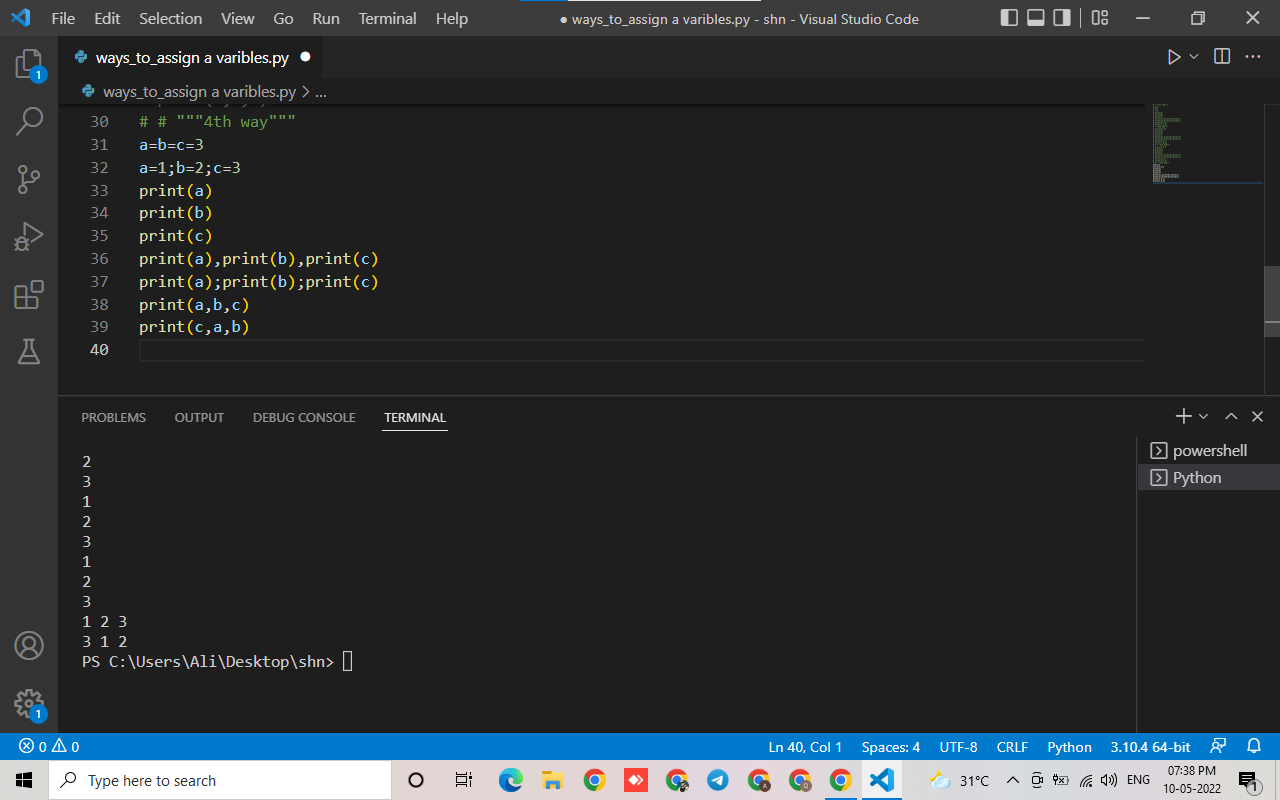 File Edit Selection View Go Run Terminal Help
● ways_to_assign a varibles.py - shn - Visual Studio Code
ways_to_assign a varibles.py
ways_to_assign a varibles.py > ...
1
30 # # """4th way"""
31 a=b=c=3
32 a=1;b=2;c=3
33 print(a)
34 print(b)
35 print(c)
36 print(a),print(b),print(c)
37 print(a);print(b);print(c)
38 print(a,b,c)
39 print(c,a,b)
40
PROBLEMS OUTPUT DEBUG CONSOLE TERMINAL
powershell
Python
2
3
1
2
3
1
2
3
1 2 3
3 1 2
PS C:\Users\Ali\Desktop\shn>
1
0 0 Ln 40, Col 1 Spaces: 4 UTF-8 CRLF Python 3.10.4 64-bit
Type here to search
31°C ENG
07:38 PM
10-05-2022
1